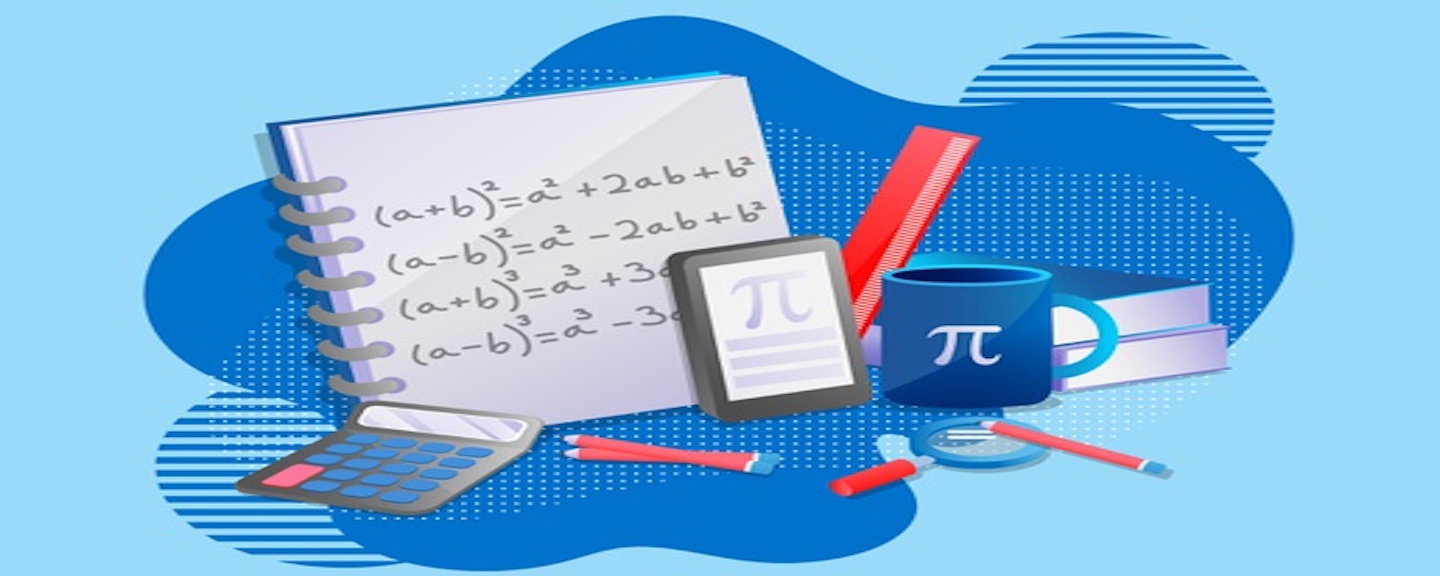 (a+b)²=a²+2ab+b²
(a-b)²=a²-2ab+b²
(a+b)³=a³+3
(a-b)³=a³-3
π
π